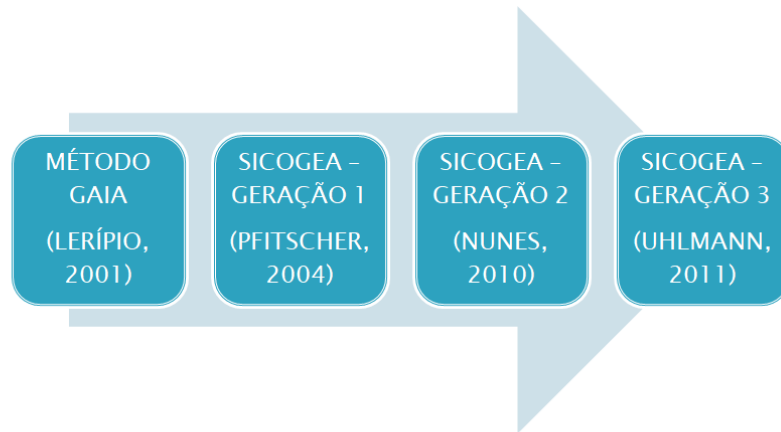 MÉTODO
GAIA
(LERÍPIO,
2001)
SICOGEA –
GERAÇÃO 1
(PFITSCHER,
2004)
SICOGEA –
GERAÇÃO 2
(NUNES,
2010)
SICOGEA –
GERAÇÃO 3
(UHLMANN,
2011)